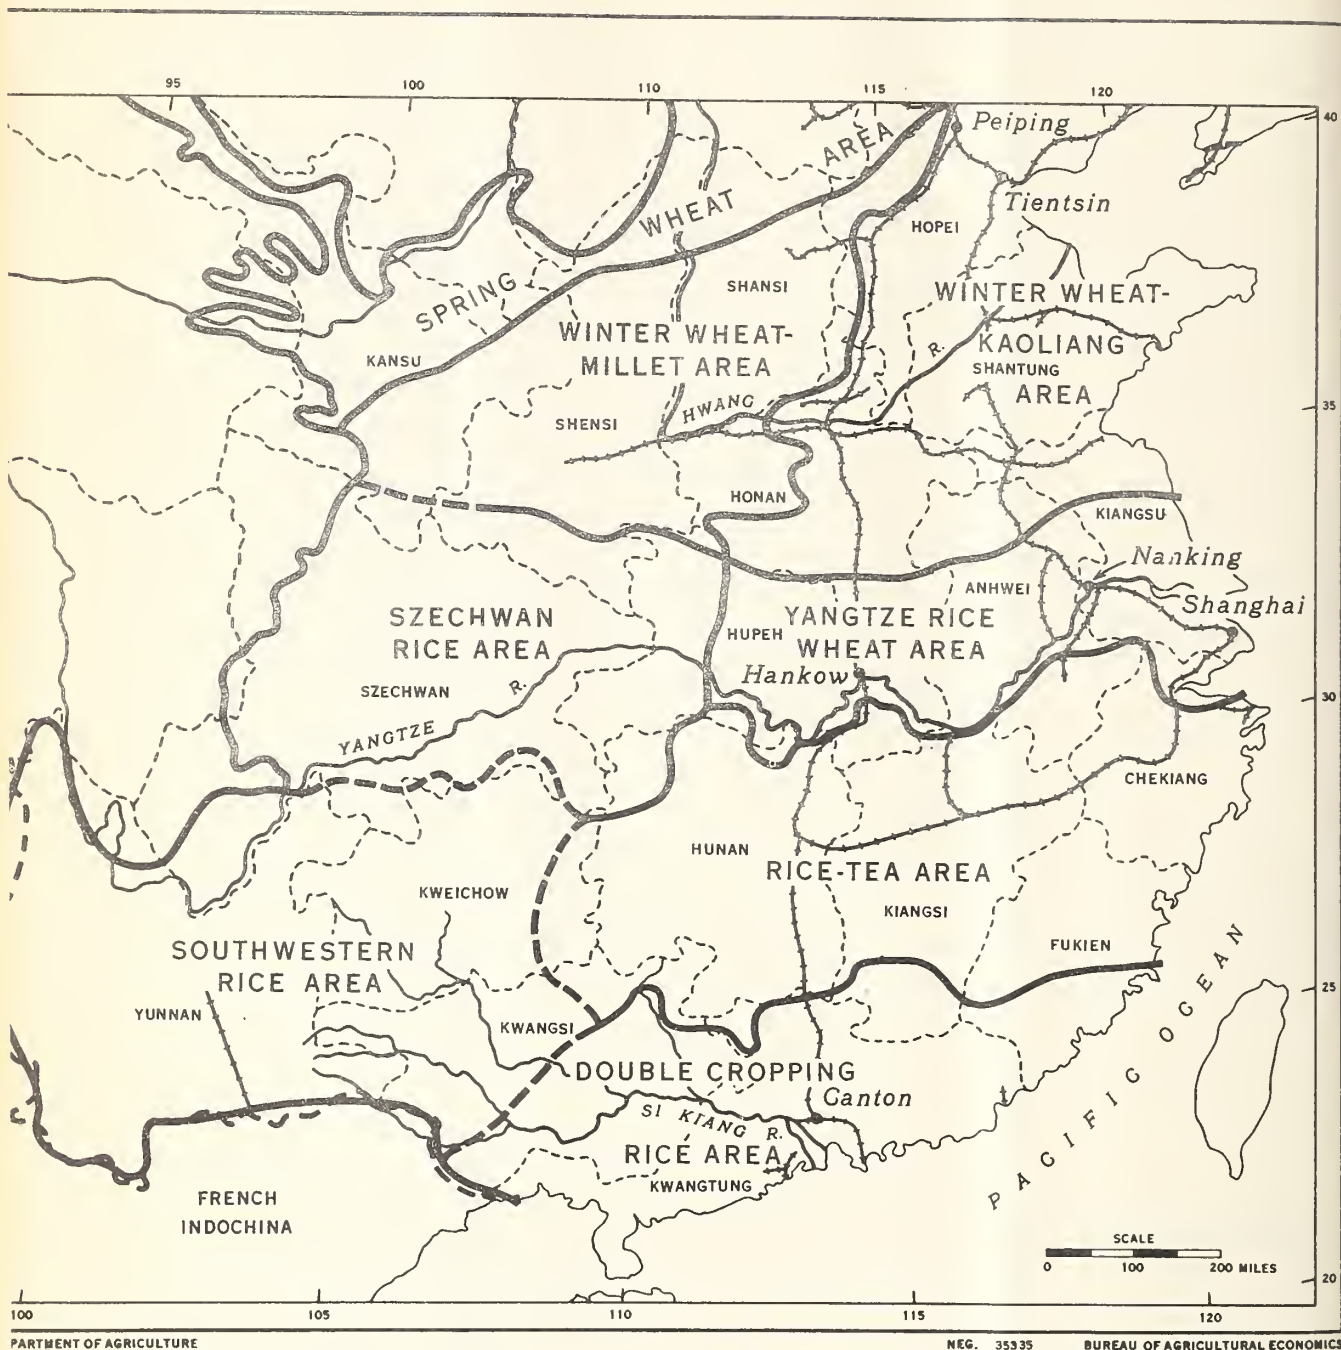 95 100 110 115 120
40
Peiping
AREA
WHEAT
Tientsin
HOPEI
SPRING
SHANSI
WINTER WHEAT-
WINTER WHEAT-
MILLET AREA
KAOLIANG
R.
SHANTUNG
AREA
KANSU
HWANG
35
SHENSI
HONAN
KIANGSU
Nanking
ANHWEI
Shanghai
SZECHWAN
RICE AREA
YANGTZE RICE
WHEAT AREA
HUPEH
Hankow
SZECHWAN
30
YANGTZE R.
CHEKIANG
HUNAN
RICE-TEA AREA
KWEICHOW
KIANGSI
FUKIEN
SOUTHWESTERN
RICE AREA
25
YUNNAN
KWANGSI
DOUBLE CROPPING
Canton
SI KIANG R.
RICE AREA
KWANGTUNG
PACIFIC OCEAN
FRENCH
INDOCHINA
SCALE
0 100 200 MILES
20
100 105 110 115 120
PARTMENT OF AGRICULTURE
NEG. 35335 BUREAU OF AGRICULTURAL ECONOMICS